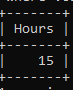 +-------+
| Hours |
+-------+
|    15 |
+-------+